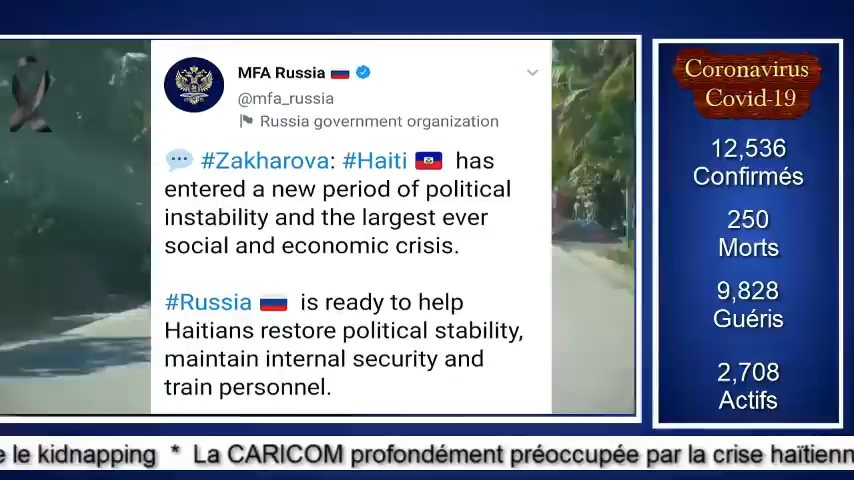 MFA Russia
@mfa_russia
Russia government organization
#Zakharova: #Haiti has
entered a new period of political
instability and the largest ever
social and economic crisis.
#Russia is ready to help
Haitians restore political stability,
maintain internal security and
train personnel.
Coronavirus
Covid-19
12,536
Confirmés
250
Morts
9,828
Guéris
2,708
Actifs
le kidnapping * La CARICOM profondément préoccupée par la crise